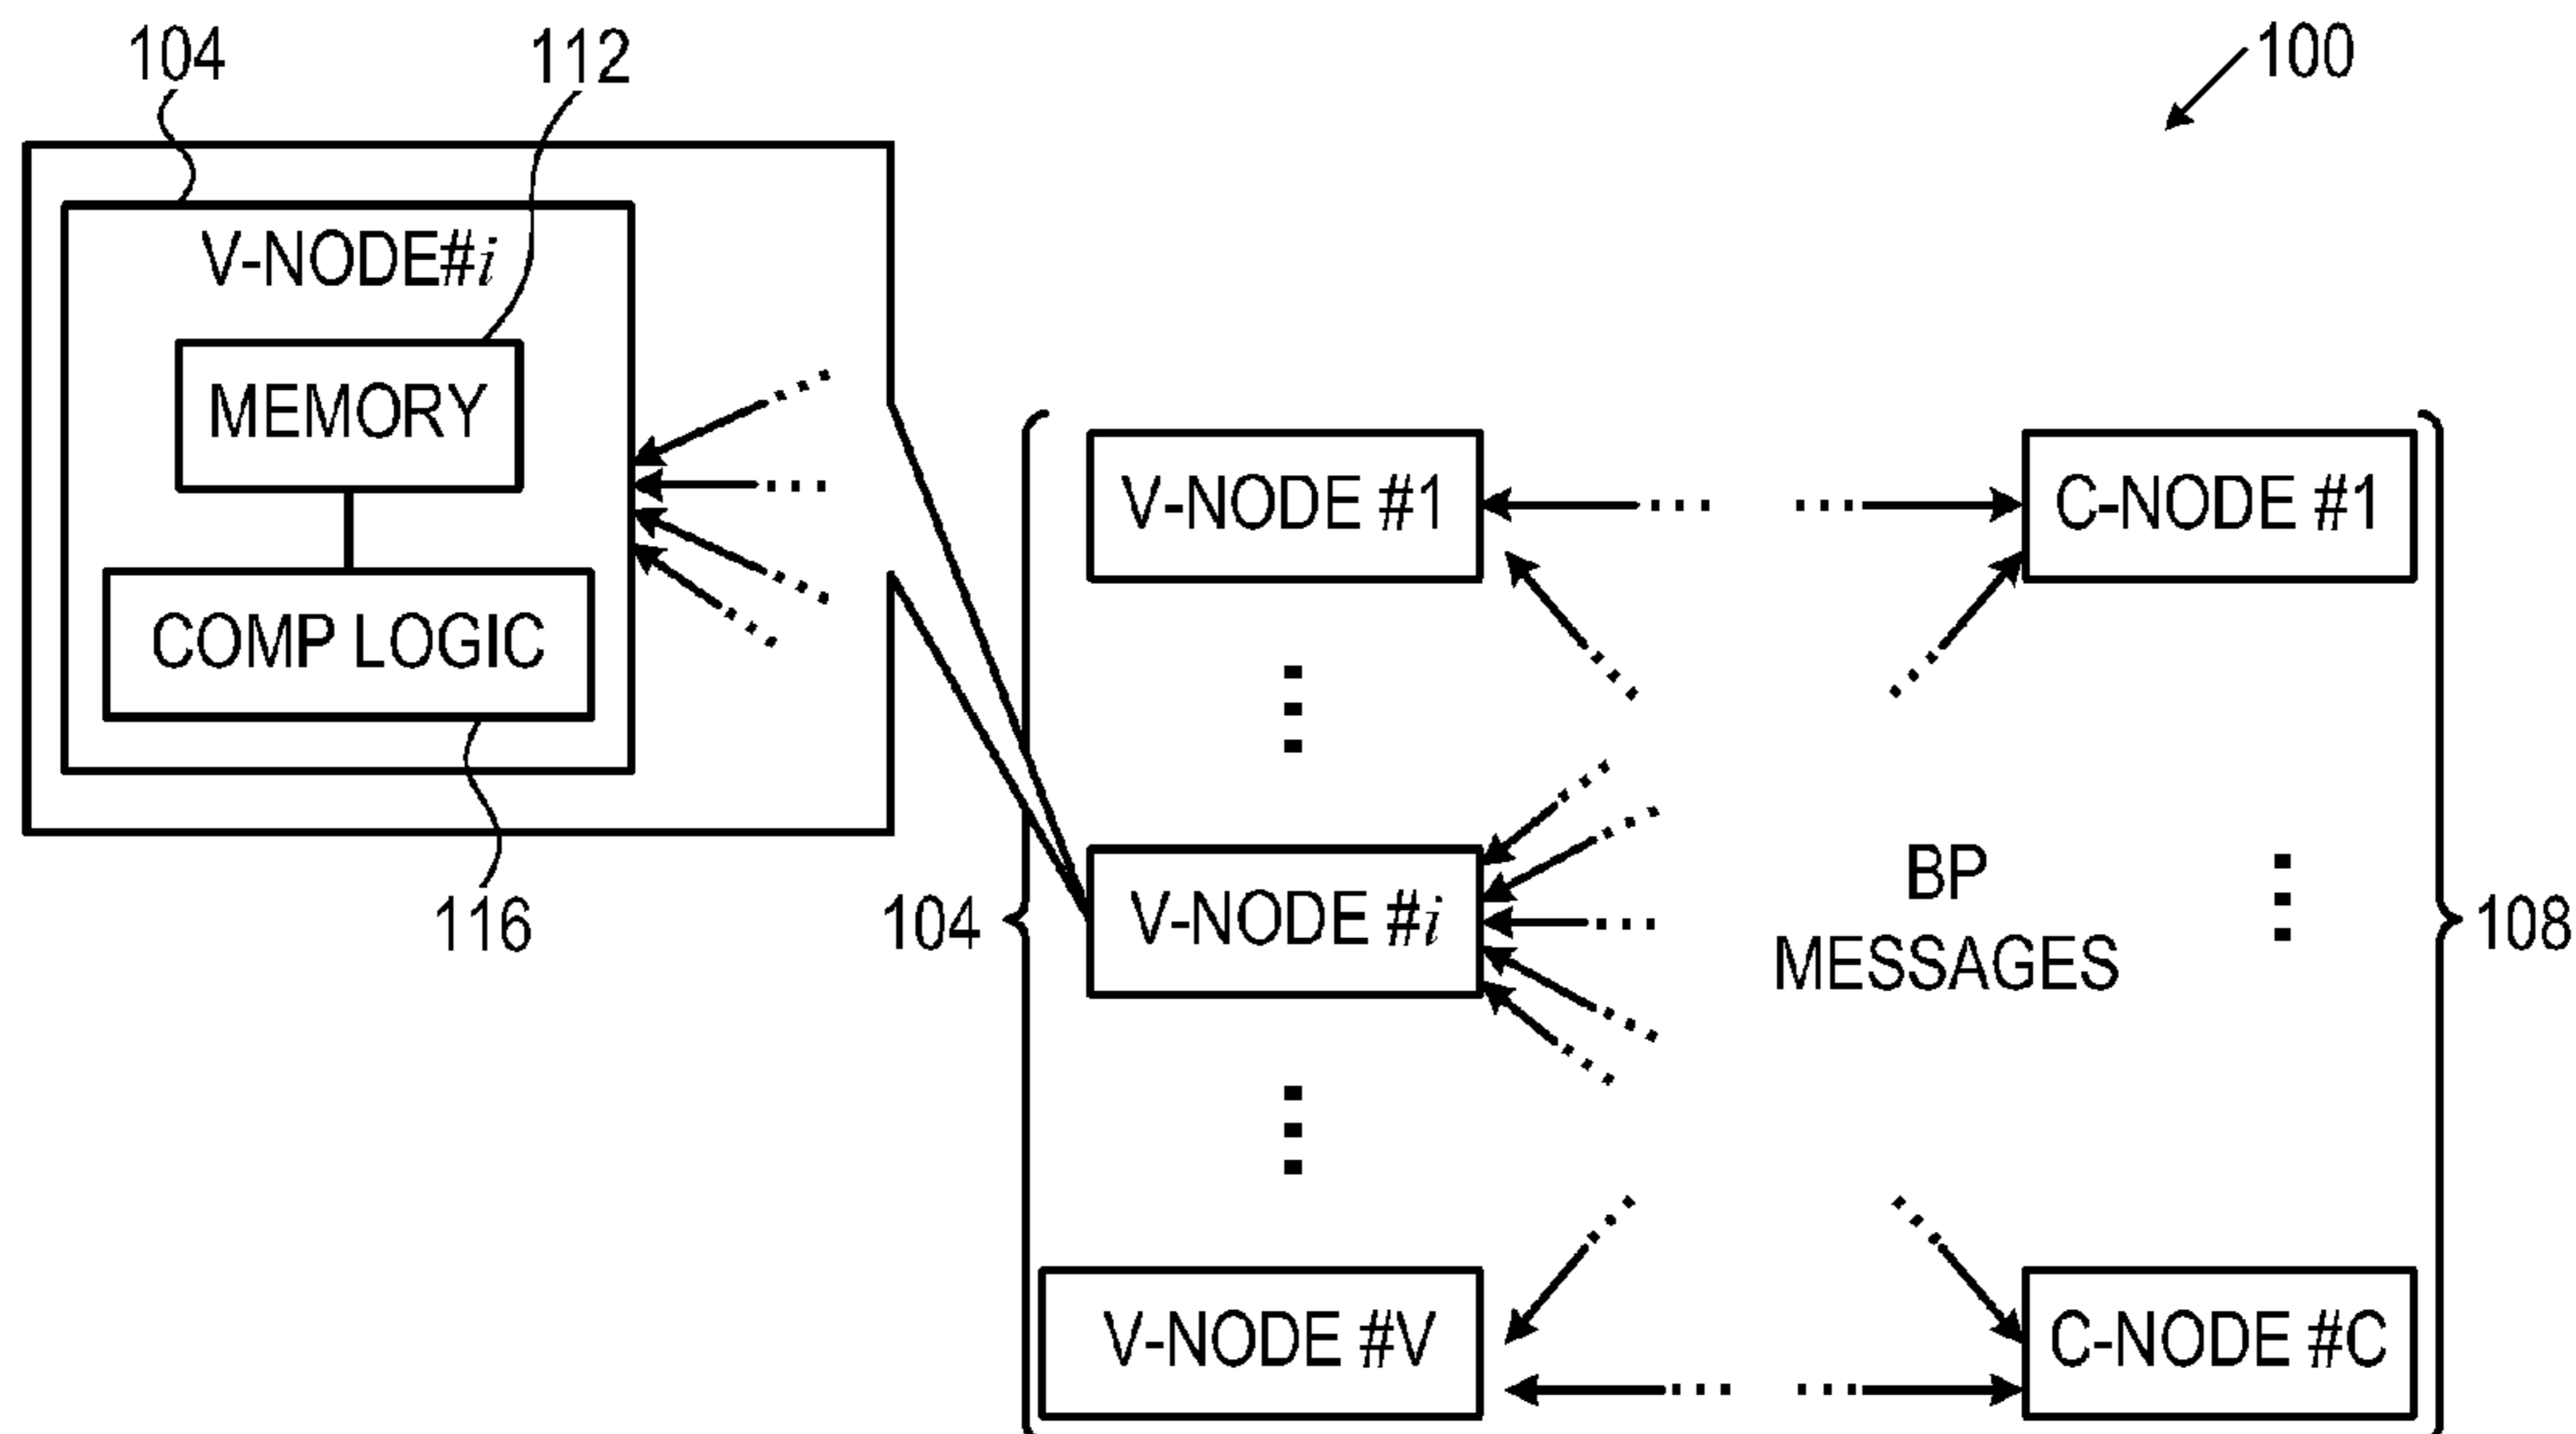 104
112
100
V-NODE#i
MEMORY
COMP LOGIC
116
V-NODE #1
C-NODE #1
104
V-NODE #i
BP
MESSAGES
108
V-NODE #V
C-NODE #C